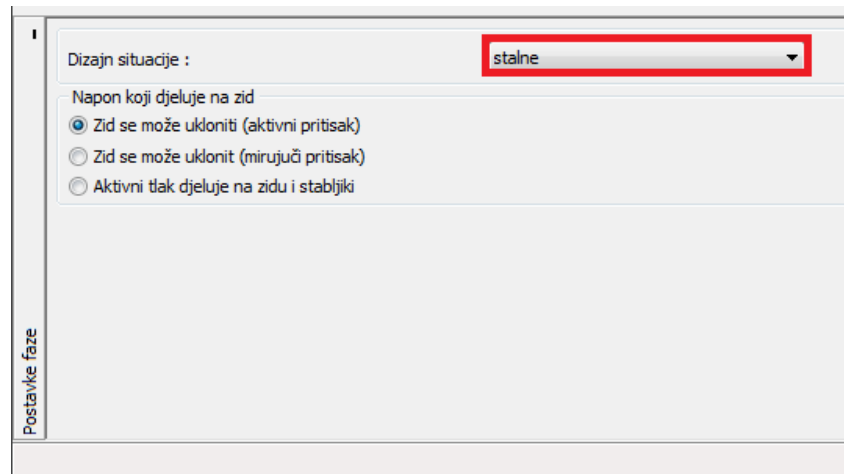 Dizajn situacije :
stalne
Napon koji djeluje na zid
Zid se može ukloniti (aktivni pritisak)
Zid se može uklonit (mirujuči pritisak)
Aktivni tlak djeluje na zidu i stabljiki
Postavke faze